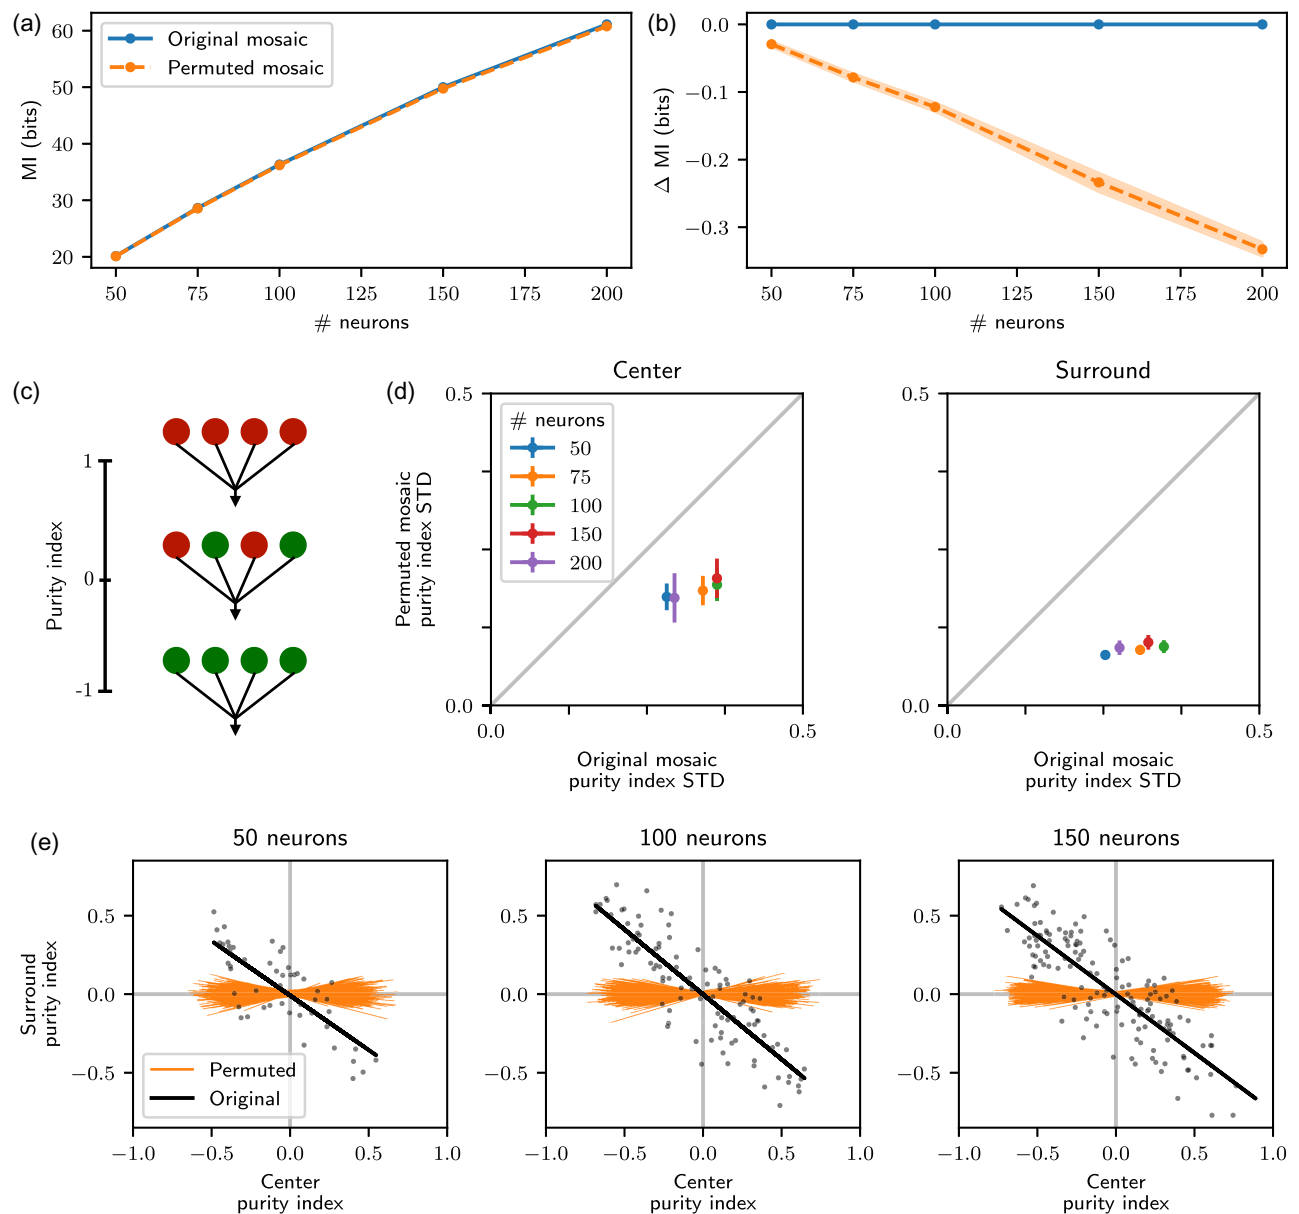 (a)
60
50
40
30
20
MI (bits)
Original mosaic
Permuted mosaic
50 75 100 125 150 175 200
# neurons
(b)
0.0
−0.1
−0.2
−0.3
Δ MI (bits)
50 75 100 125 150 175 200
# neurons
(c)
Purity index
1
0
-1
(d)
Center
0.5
0.0
Permuted mosaic
purity index STD
# neurons
50
75
100
150
200
0.0 0.5
Original mosaic
purity index STD
Surround
0.5
0.0
0.0 0.5
Original mosaic
purity index STD
(e)
50 neurons
Surround
purity index
0.5
0.0
−0.5
Permuted
Original
−1.0 −0.5 0.0 0.5 1.0
Center
purity index
100 neurons
0.5
0.0
−0.5
−1.0 −0.5 0.0 0.5 1.0
Center
purity index
150 neurons
0.5
0.0
−0.5
−1.0 −0.5 0.0 0.5 1.0
Center
purity index